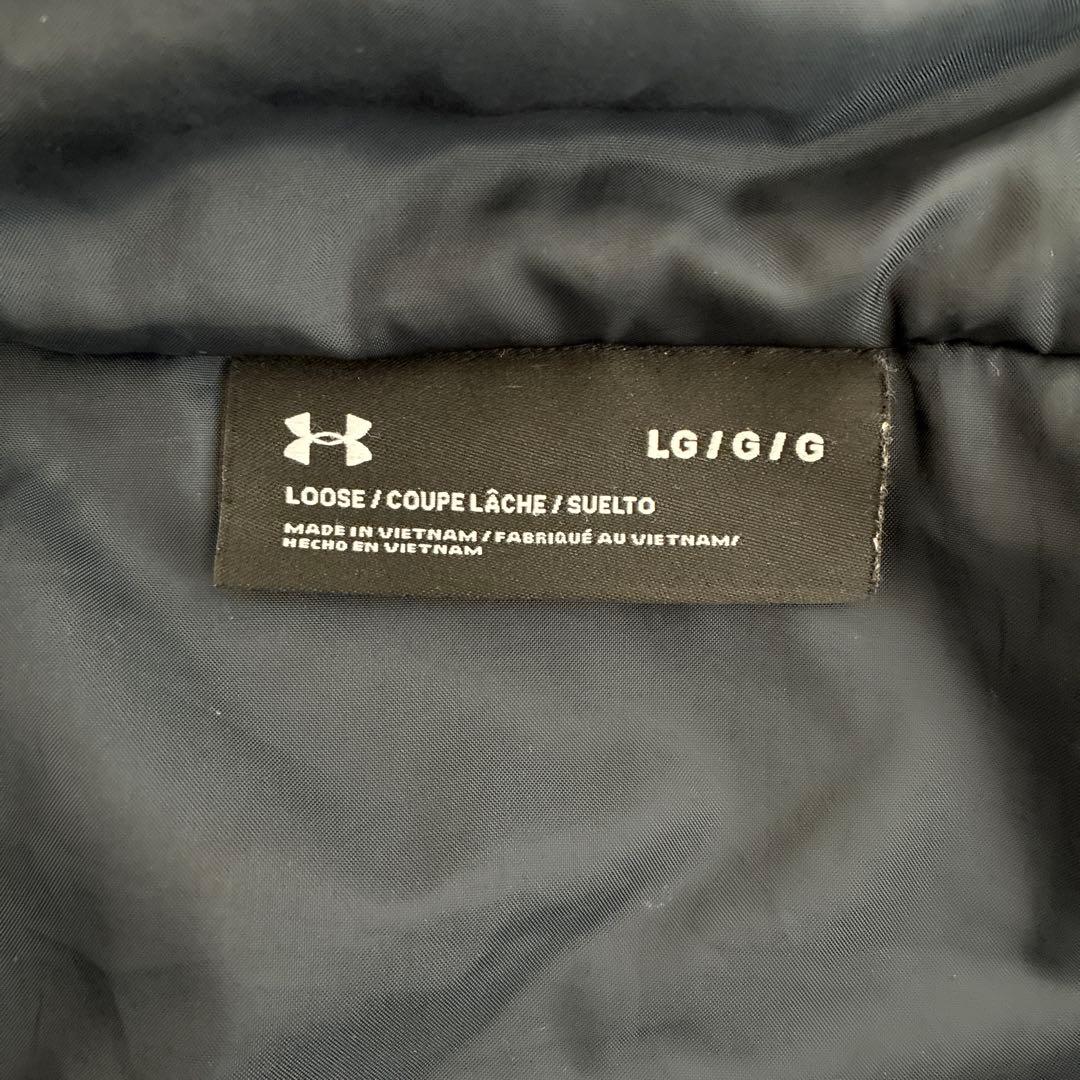 LG / G / G
LOOSE / COUPE LÂCHE / SUELTO
MADE IN VIETNAM / FABRIQUÉ AU VIETNAM/
HECHO EN VIETNAM